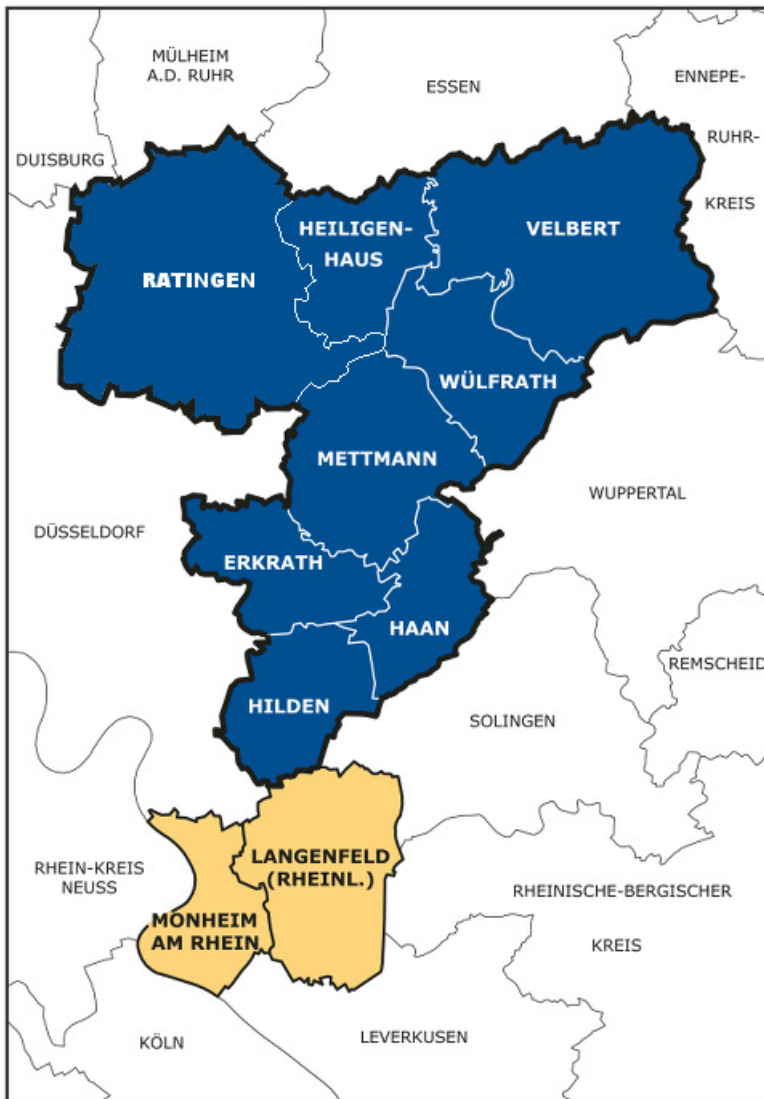 MÜLHEIM
A.D. RUHR
ESSEN
ENNEPE-
RUHR-
KREIS
DUISBURG
HEILIGEN-
HAUS
VELBERT
RATINGEN
WÜLFRATH
METTMANN
WUPPERTAL
DÜSSELDORF
ERKRATH
HAAN
REMSCHEID
HILDEN
SOLINGEN
LANGENFELD
(RHEINL.)
RHEIN-KREIS
NEUSS
RHEINISCHE-BERGISCHER
KREIS
MONHEIM
AM RHEIN
KÖLN
LEVERKUSEN